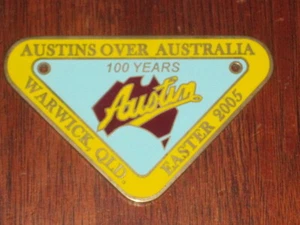 AUSTINS OVER AUSTRALIA
100 YEARS
Austin
WARWICK, QLD.
EASTER 2005